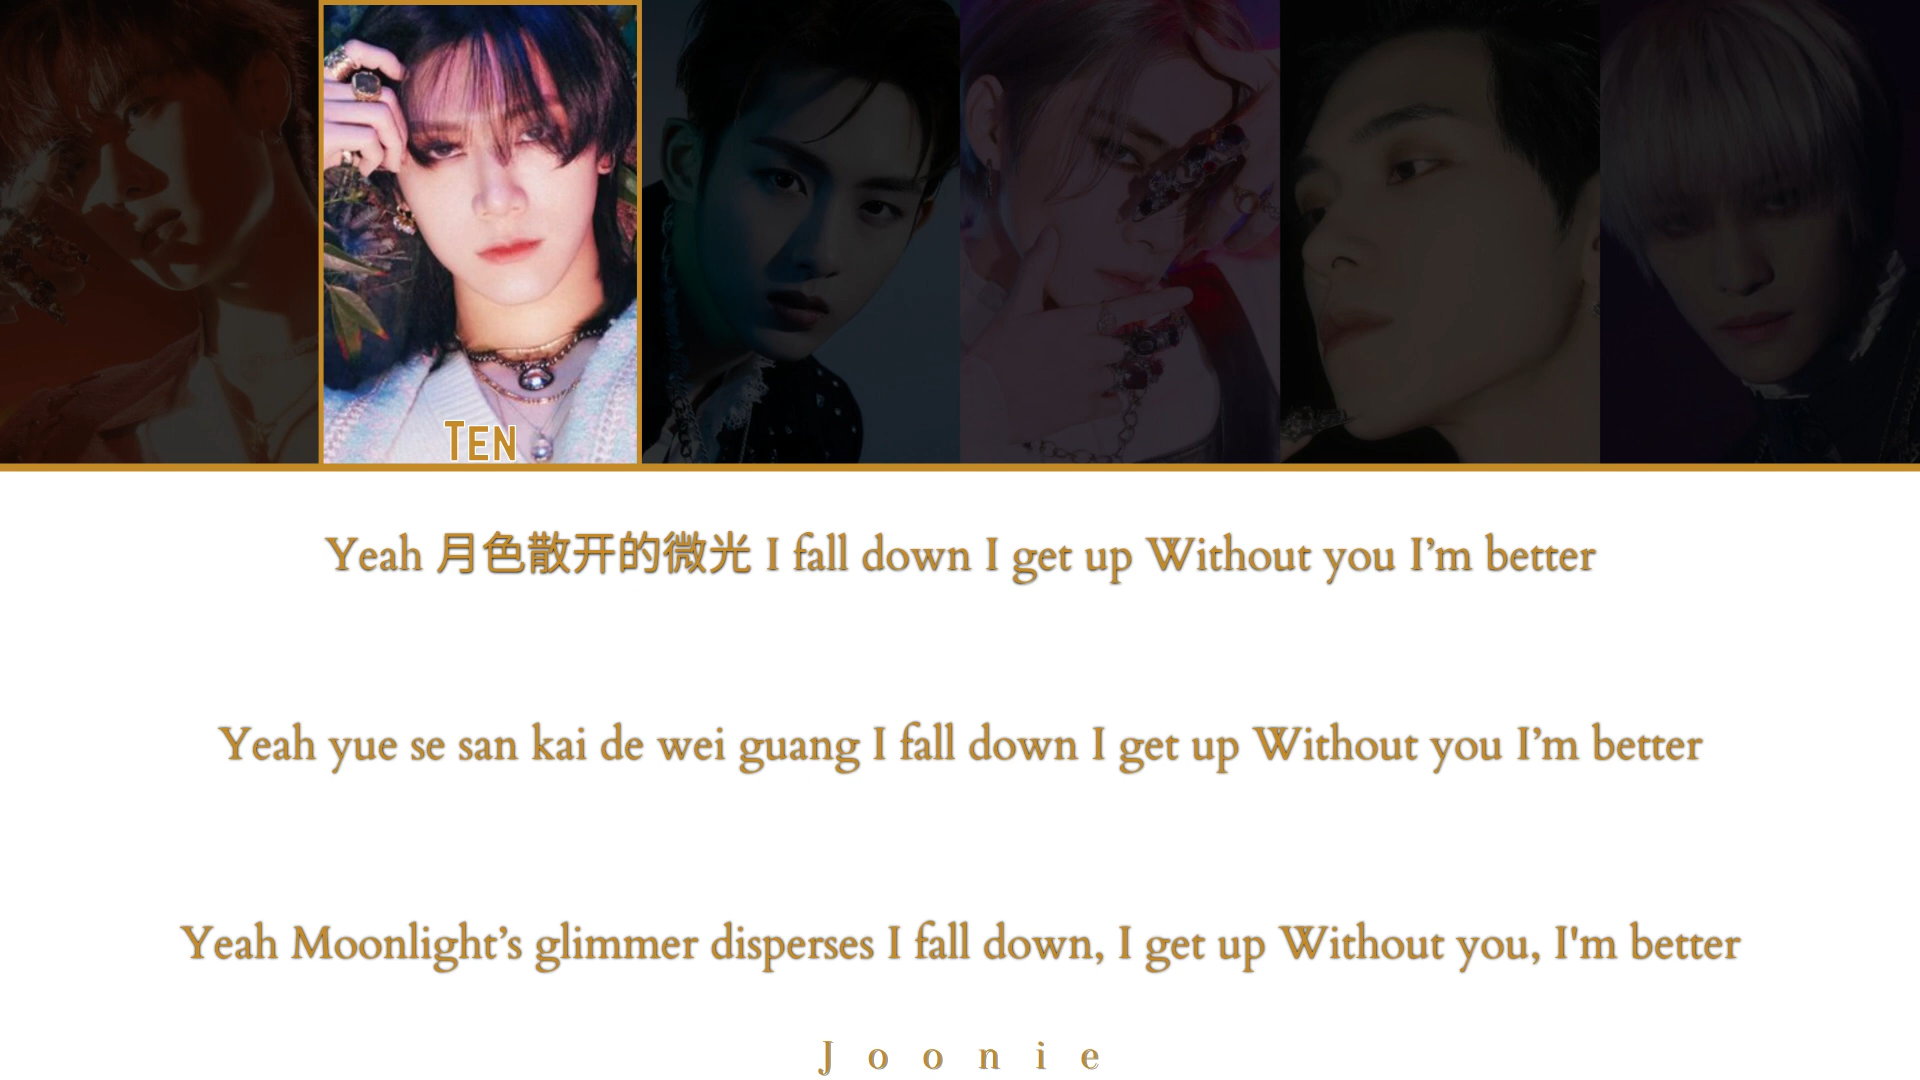 TEN
Yeah 月色散开的微光 I fall down I get up Without you I’m better
Yeah yue se san kai de wei guang I fall down I get up Without you I’m better
Yeah Moonlight’s glimmer disperses I fall down, I get up Without you, I'm better
Joonie